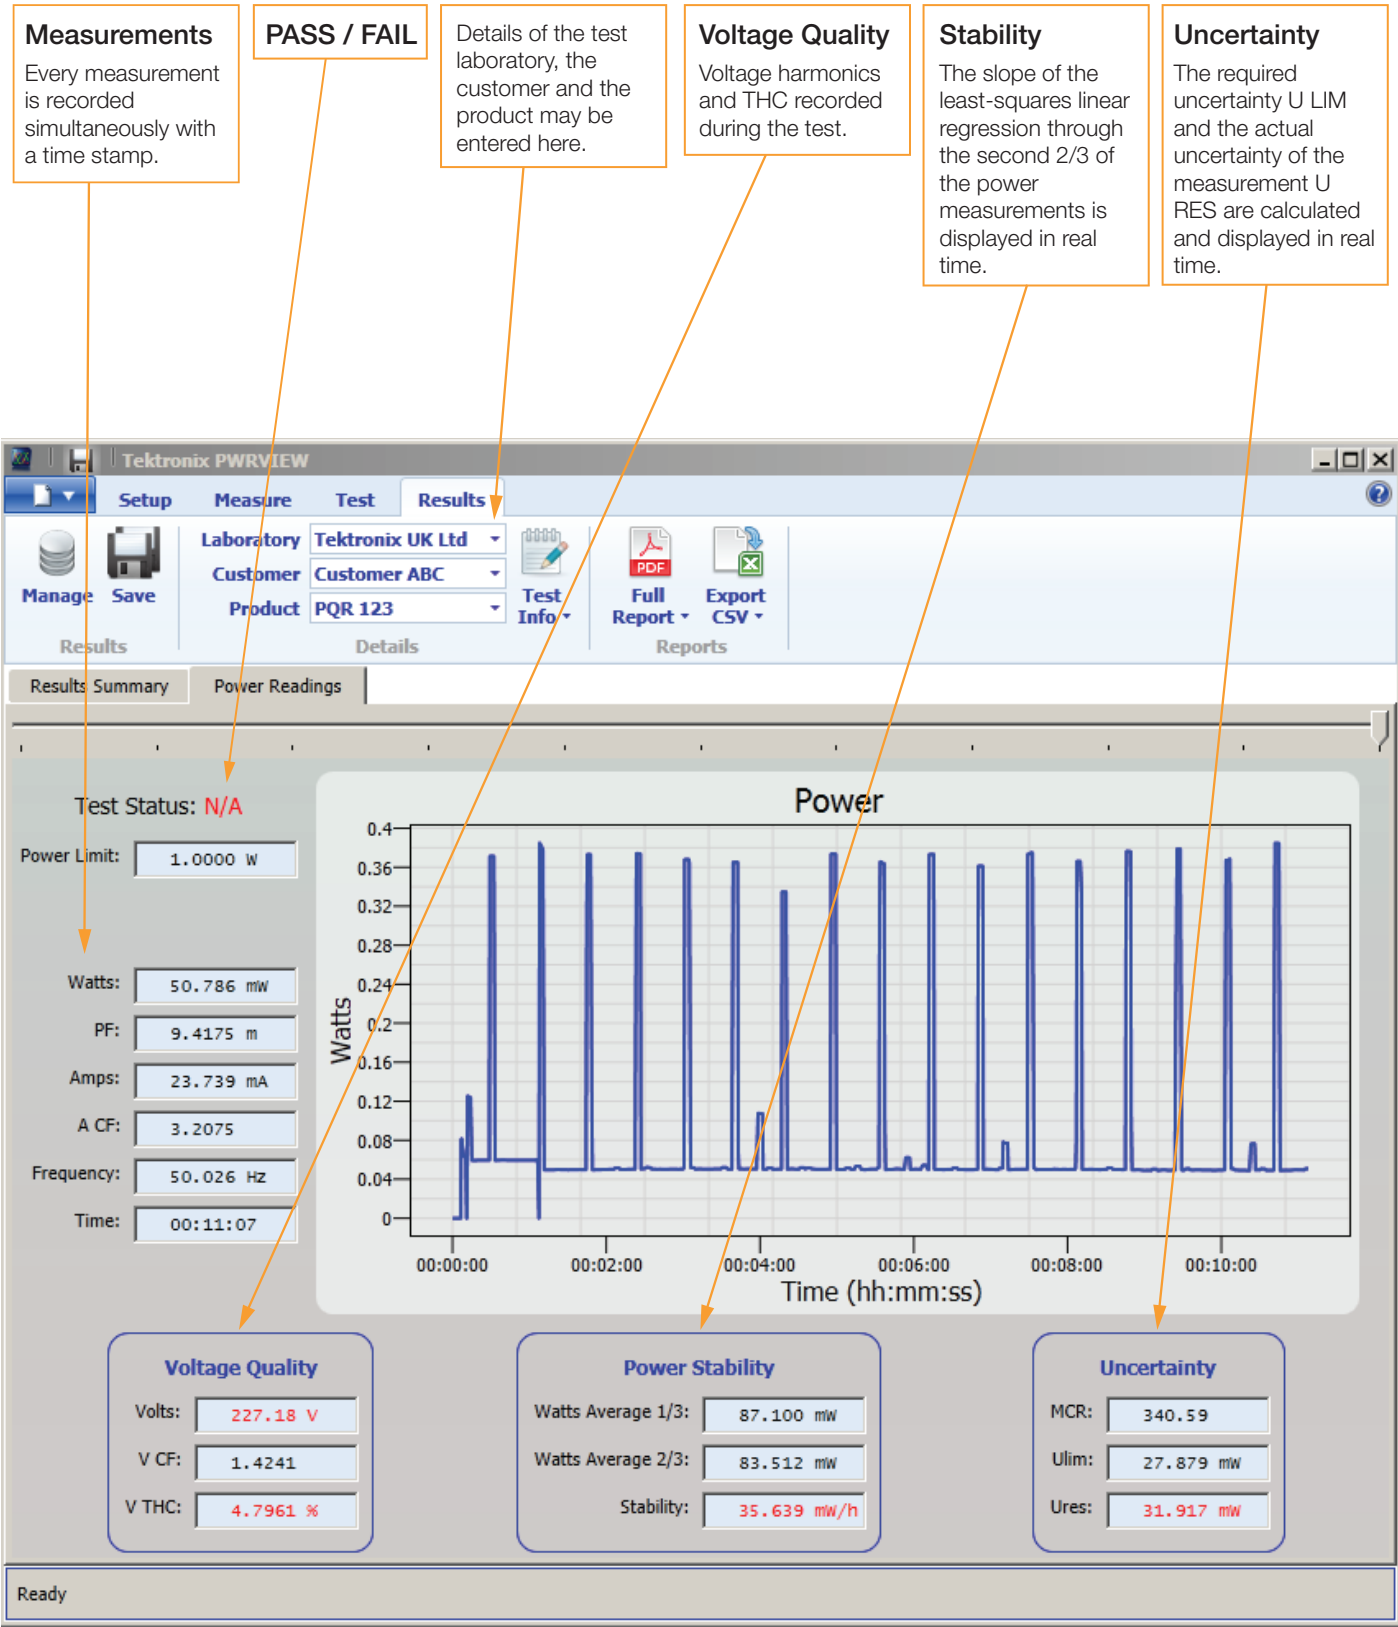 Measurements
Every measurement
is recorded
simultaneously with
a time stamp.
PASS / FAIL
Details of the test
laboratory, the
customer and the
product may be
entered here.
Voltage Quality
Voltage harmonics
and THC recorded
during the test.
Stability
The slope of the
least-squares linear
regression through
the second 2/3 of
the power
measurements is
displayed in real
time.
Uncertainty
The required
uncertainty U LIM
and the actual
uncertainty of the
measurement U
RES are calculated
and displayed in real
time.
Tektronix PWRVIEW
Setup Measure Test Results
Manage Save
Results
Laboratory Tektronix UK Ltd
Customer Customer ABC
Product PQR 123
Test
Info
Details
PDF
Full
Report
Export
CSV
Reports
Results Summary Power Readings
Test Status: N/A
Power Limit: 1.0000 W
Watts: 50.786 mW
PF: 9.4175 m
Amps: 23.739 mA
A CF: 3.2075
Frequency: 50.026 Hz
Time: 00:11:07
Power
Watts
0.4
0.36
0.32
0.28
0.24
0.2
0.16
0.12
0.08
0.04
0
00:00:00 00:02:00 00:04:00 00:06:00 00:08:00 00:10:00
Time (hh:mm:ss)
Voltage Quality
Volts: 227.18 V
V CF: 1.4241
V THC: 4.7961 %
Power Stability
Watts Average 1/3: 87.100 mW
Watts Average 2/3: 83.512 mW
Stability: 35.639 mW/h
Uncertainty
MCR: 340.59
Ulim: 27.879 mW
Ures: 31.917 mW
Ready